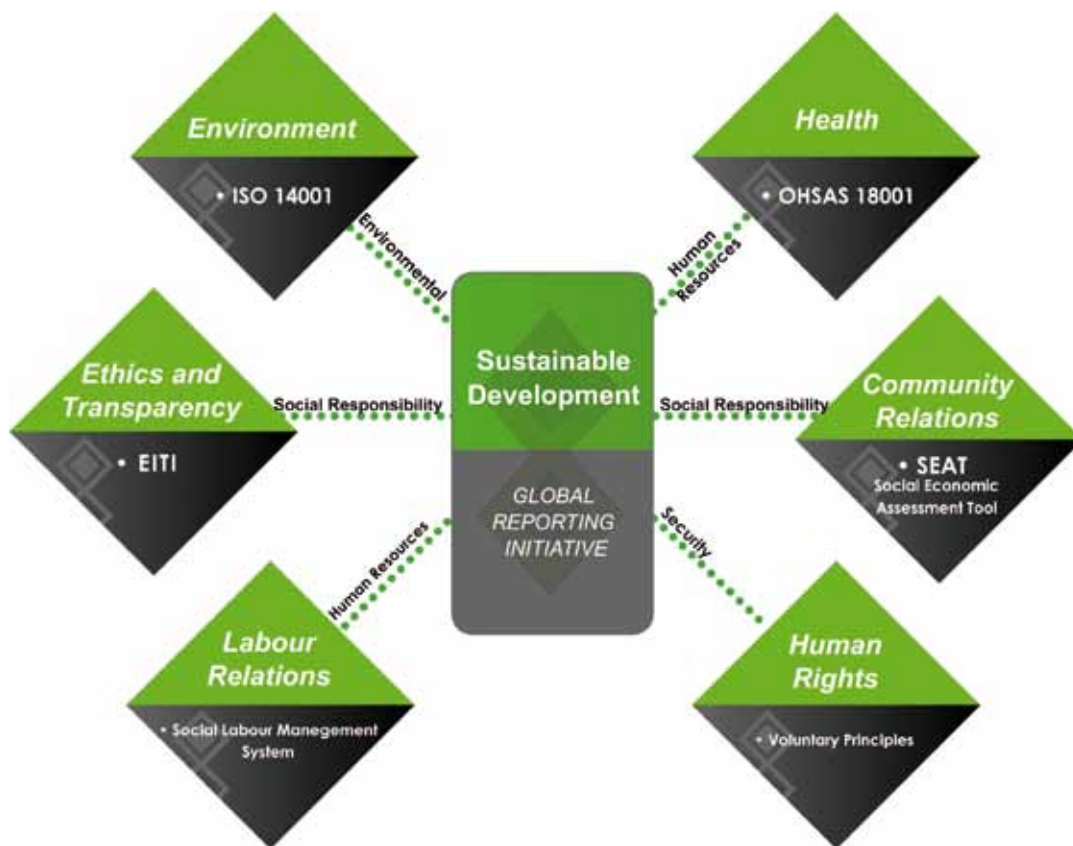 Environment
• ISO 14001
Health
• OHSAS 18001
Environmental
Human
Resources
Sustainable
Development
GLOBAL
REPORTING
INITIATIVE
Ethics and
Transparency
• EITI
Social Responsibility
Social Responsibility
Community
Relations
• SEAT
Social Economic
Assessment Tool
Human Resources
Security
Labour
Relations
• Social Labour Manegement
System
Human
Rights
• Voluntary Principles